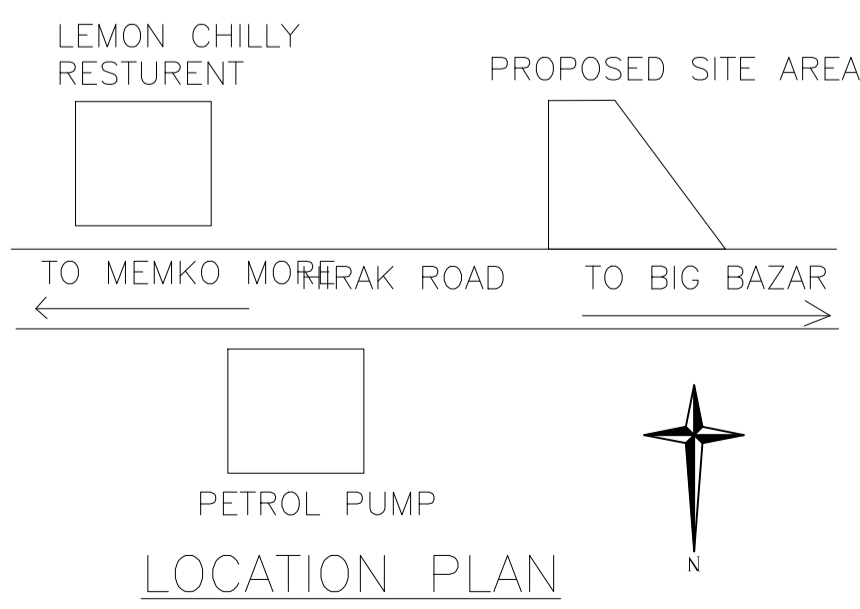 LEMON CHILLY
RESTURENT
PROPOSED SITE AREA
TO MEMKO MORE
HIRAK ROAD
TO BIG BAZAR
PETROL PUMP
N
LOCATION PLAN